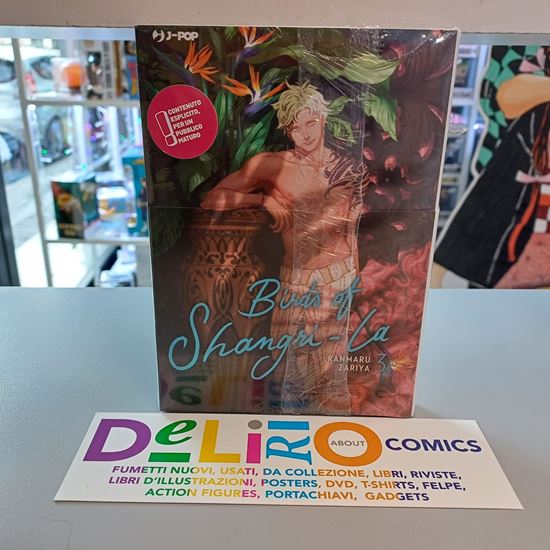 J-POP
CONTENUTO
ESPLICITO,
PER UN
PUBBLICO
MATURO
Birds of
Shangri-La
RANMARU
ZARIYA 3
DeLiRiO ABOUT COMICS
FUMETTI NUOVI, USATI, DA COLLEZIONE, LIBRI, RIVISTE,
LIBRI D'ILLUSTRAZIONI, POSTERS, DVD, T-SHIRTS, FELPE,
ACTION FIGURES, PORTACHIAVI, GADGETS